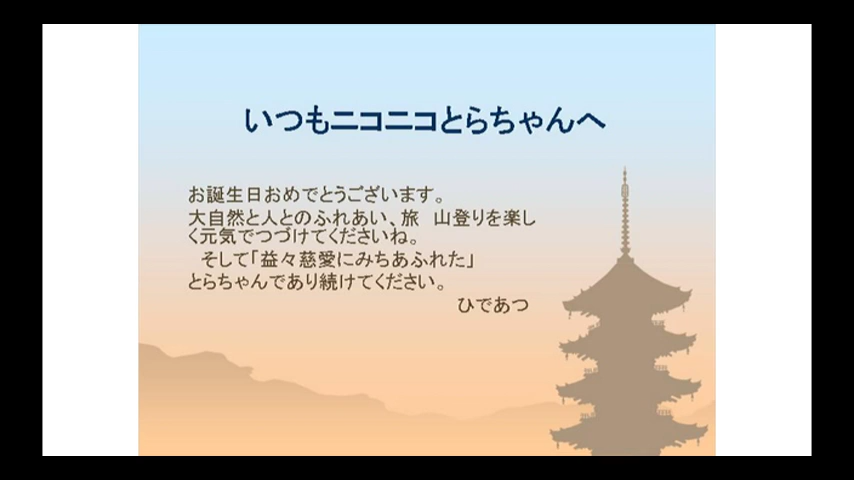 いつもニコニコとらちゃんへ
お誕生日おめでとうございます。
大自然と人とのふれあい、旅　山登りを楽し
く元気でつづけてくださいね。
　そして「益々慈愛にみちあふれた」
とらちゃんであり続けてください。
ひであつ